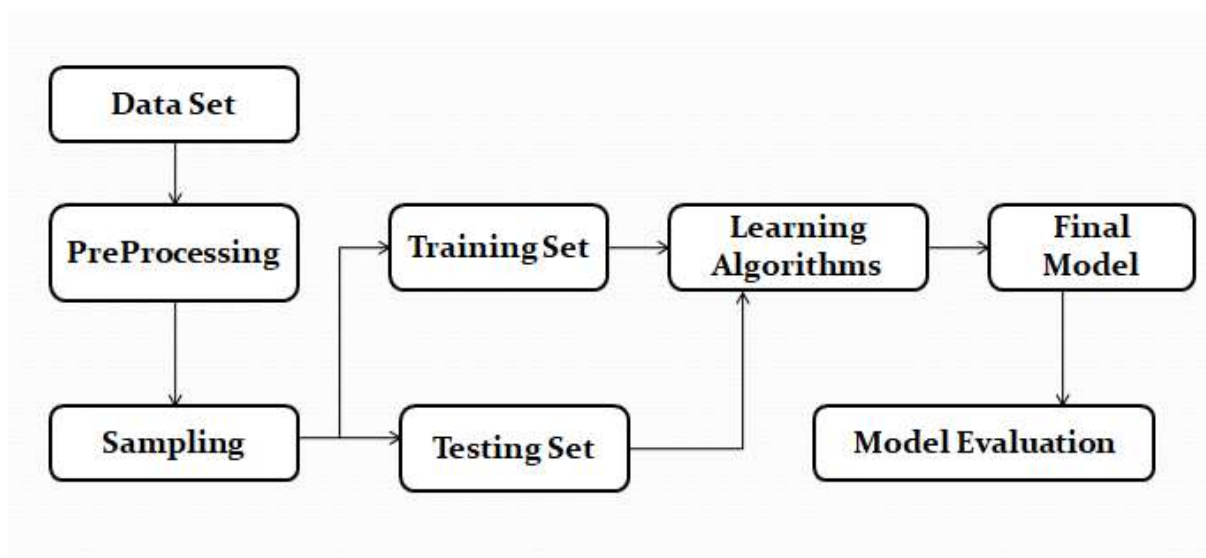 Data Set
PreProcessing
Sampling
Training Set
Testing Set
Learning
Algorithms
Final
Model
Model Evaluation